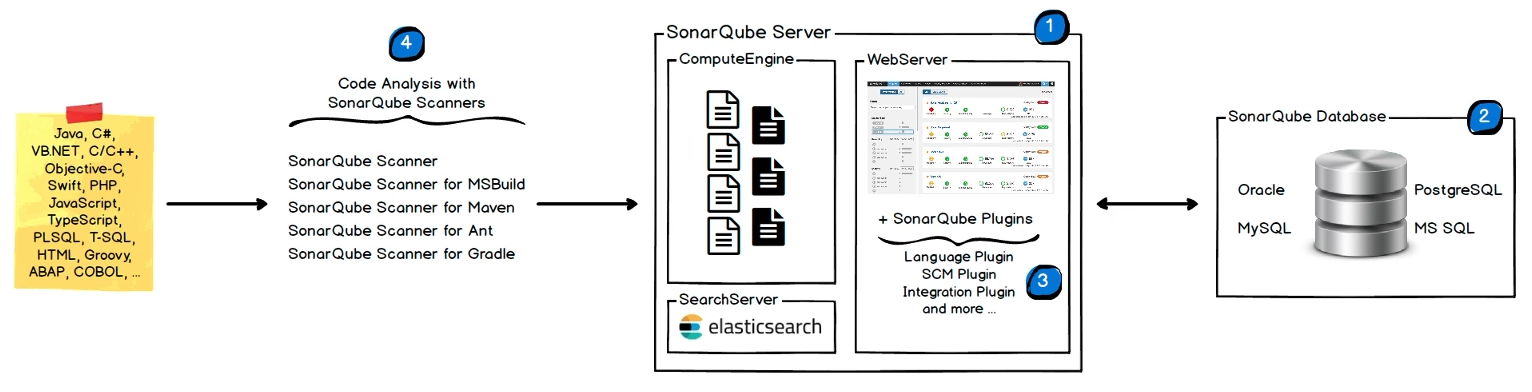 Java, C#,
VB.NET, C/C++,
Objective-C,
Swift, PHP,
JavaScript,
TypeScript,
PLSQL, T-SQL,
HTML, Groovy,
ABAP, COBOL, ...
4
Code Analysis with
SonarQube Scanners
SonarQube Scanner
SonarQube Scanner for MSBuild
SonarQube Scanner for Maven
SonarQube Scanner for Ant
SonarQube Scanner for Gradle
SonarQube Server
1
ComputeEngine
SearchServer
elasticsearch
WebServer
+ SonarQube Plugins
Language Plugin
SCM Plugin
Integration Plugin
and more ...
3
SonarQube Database
2
Oracle
MySQL
PostgreSQL
MS SQL